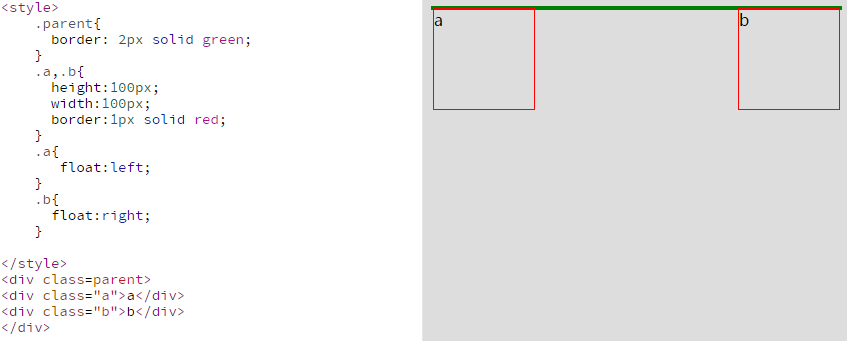 <style>
.parent{
border: 2px solid green;
}
.a,.b{
height:100px;
width:100px;
border:1px solid red;
}
.a{
float:left;
}
.b{
float:right;
}
</style>
<div class=parent>
<div class="a">a</div>
<div class="b">b</div>
</div>
a
b